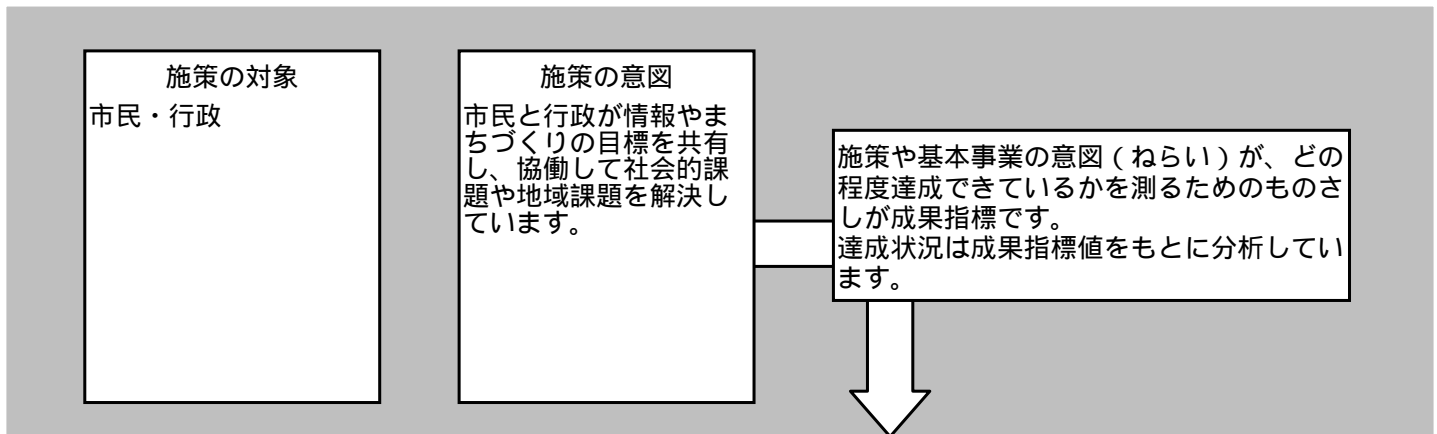 施策の対象
市民・行政
施策の意図
市民と行政が情報やま
ちづくりの目標を共有
し、協働して社会的課
題や地域課題を解決し
ています。
施策や基本事業の意図（ねらい）が、どの
程度達成できているかを測るためのものさ
しが成果指標です。
達成状況は成果指標値をもとに分析してい
ます。